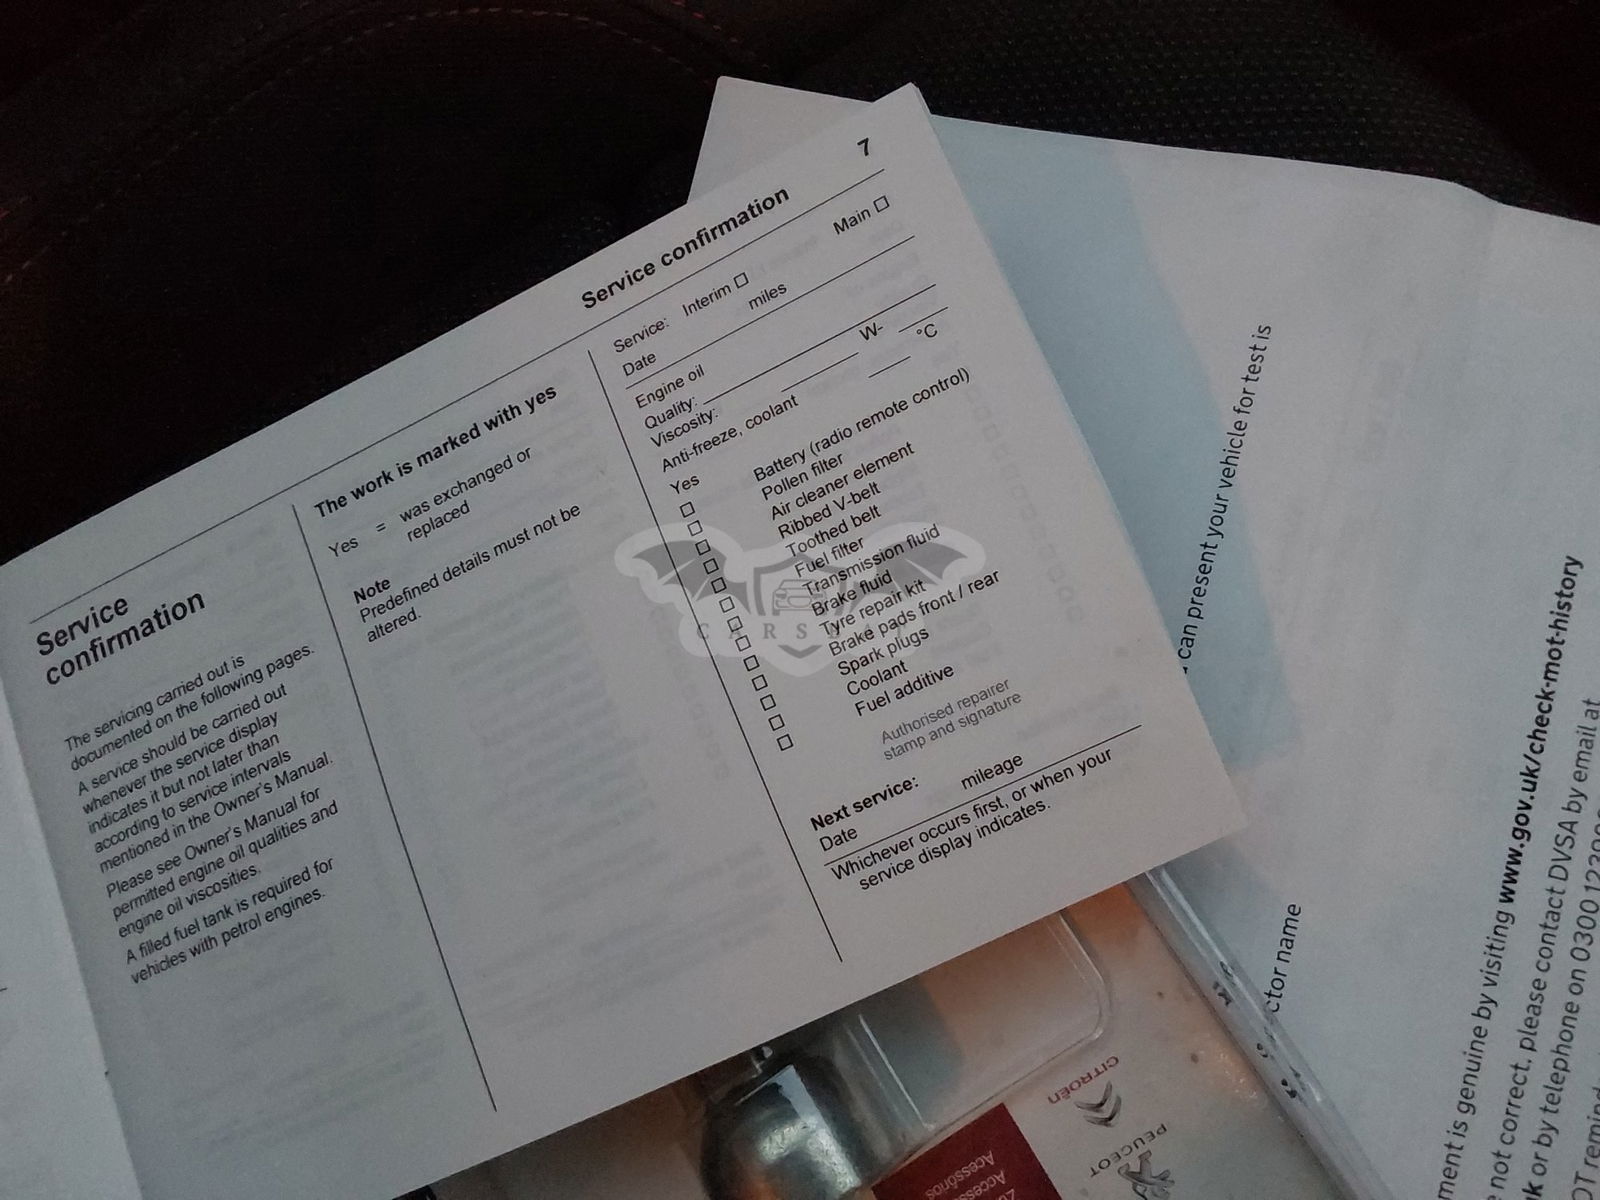 7
Service confirmation
Service
confirmation
The servicing carried out is
documented on the following pages.
A service should be carried out
whenever the service display
indicates it but not later than
according to service intervals
mentioned in the Owner's Manual.
Please see Owner's Manual for
permitted engine oil qualities and
engine oil viscosities.
A filled fuel tank is required for
vehicles with petrol engines.
The work is marked with yes
Yes = was exchanged or
replaced
Note
Predefined details must not be
altered.
Service: Interim Main
Date miles
Engine oil
Quality:
Viscosity: W-
Anti-freeze, coolant °C
Yes
Battery (radio remote control)
Pollen filter
Air cleaner element
Ribbed V-belt
Toothed belt
Fuel filter
Transmission fluid
Brake fluid
Tyre repair kit
Brake pads front / rear
Spark plugs
Coolant
Fuel additive
Authorised repairer
stamp and signature
Next service:
Date mileage
Whichever occurs first, or when your
service display indicates.
can present your vehicle for test is
ctor name
ment is genuine by visiting www.gov.uk/check-mot-history
not correct, please contact DVSA by email at
k or by telephone on 0300 123
CITROËN
PEUGEOT
Acessórios